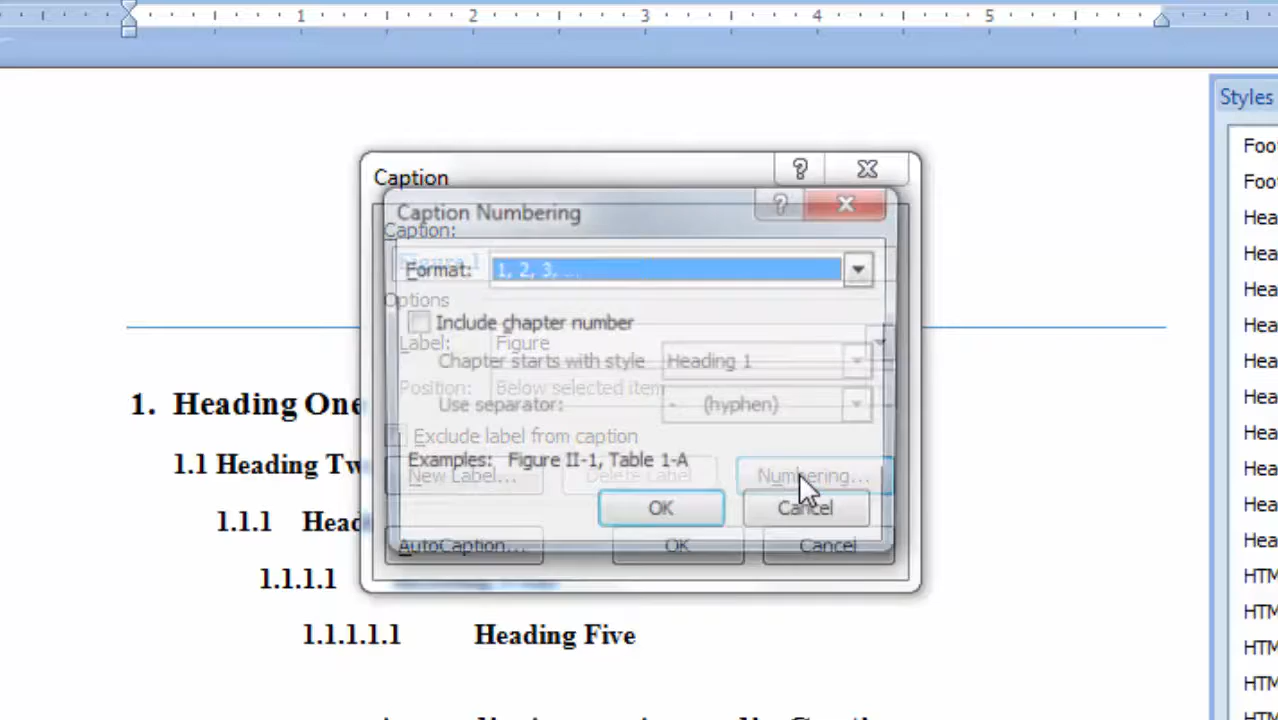 1 2 3 4 5
Styles
Foo
Foo
Hea
Hea
Hea
Hea
Hea
Hea
Hea
Hea
Hea
Hea
HTM
HTM
HTM
HTM
HTM
Caption
Caption Numbering
Caption:
Figure 1
Format: 1, 2, 3, ...
Options
Include chapter number
Label: Figure
Chapter starts with style Heading 1
Position: Below selected item
Use separator: - (hyphen)
Exclude label from caption
Examples: Figure II-1, Table 1-A
New Label... Delete Label Numbering...
OK Cancel
AutoCaption... OK Cancel
1. Heading One
1.1 Heading Tw
1.1.1 Head
1.1.1.1
1.1.1.1.1 Heading Five